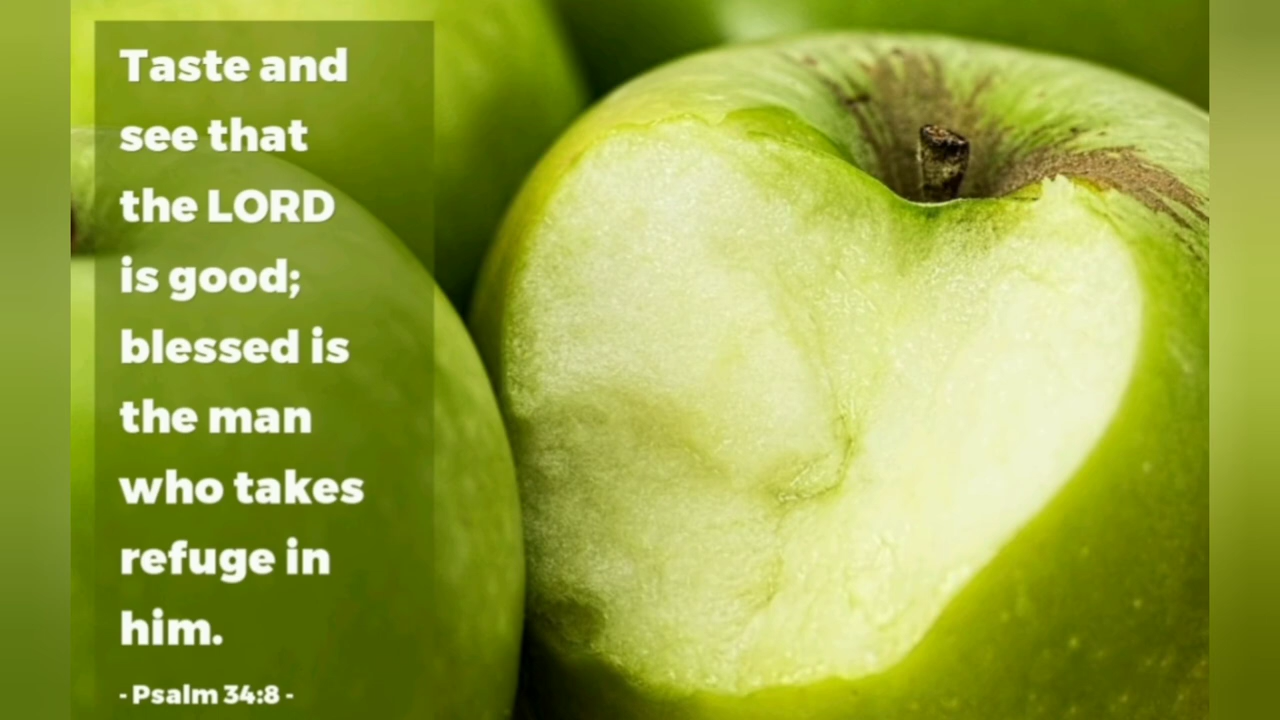 Taste and
see that
the LORD
is good;
blessed is
the man
who takes
refuge in
him.
- Psalm 34:8 -